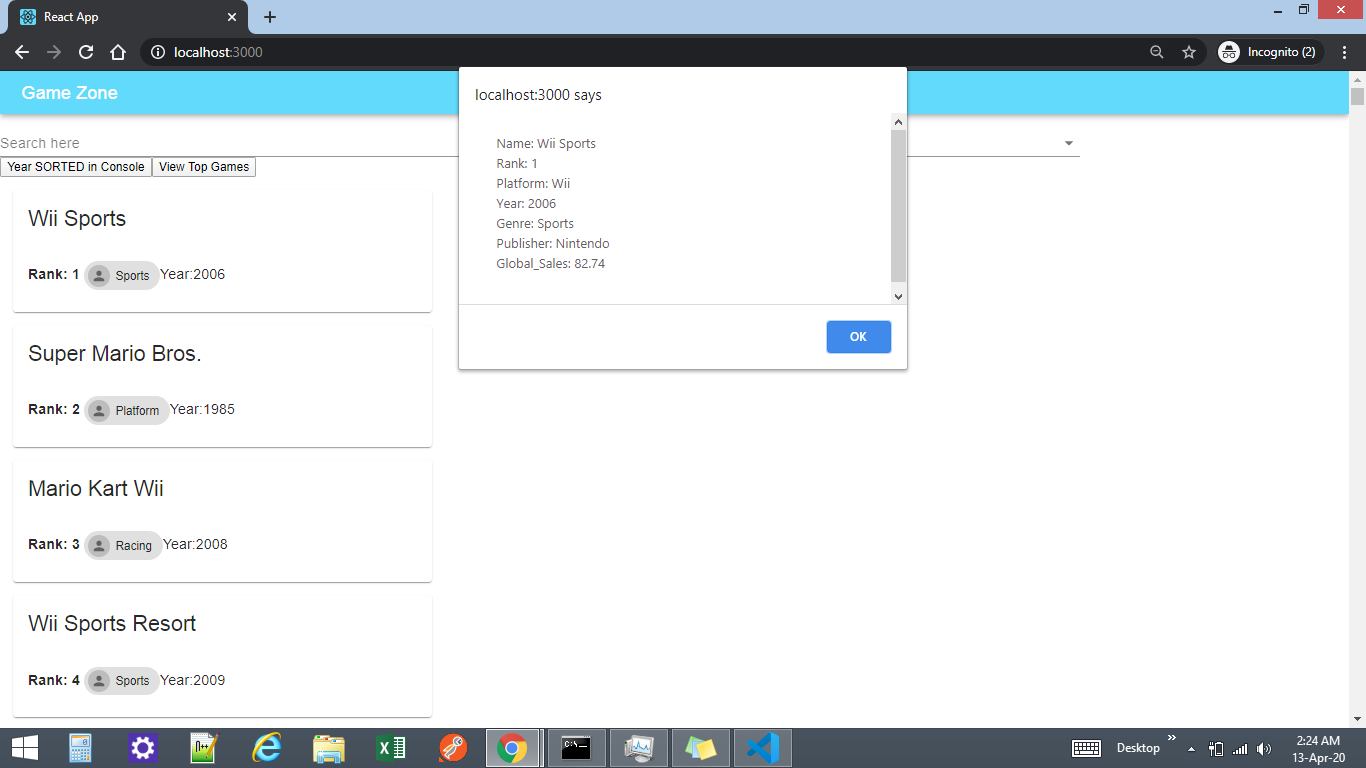 React App
localhost:3000
Incognito (2)
Game Zone
localhost:3000 says
Name: Wii Sports
Rank: 1
Platform: Wii
Year: 2006
Genre: Sports
Publisher: Nintendo
Global_Sales: 82.74
OK
Search here
Year SORTED in Console View Top Games
Wii Sports
Rank: 1 Sports Year:2006
Super Mario Bros.
Rank: 2 Platform Year:1985
Mario Kart Wii
Rank: 3 Racing Year:2008
Wii Sports Resort
Rank: 4 Sports Year:2009
Desktop
2:24 AM
13-Apr-20